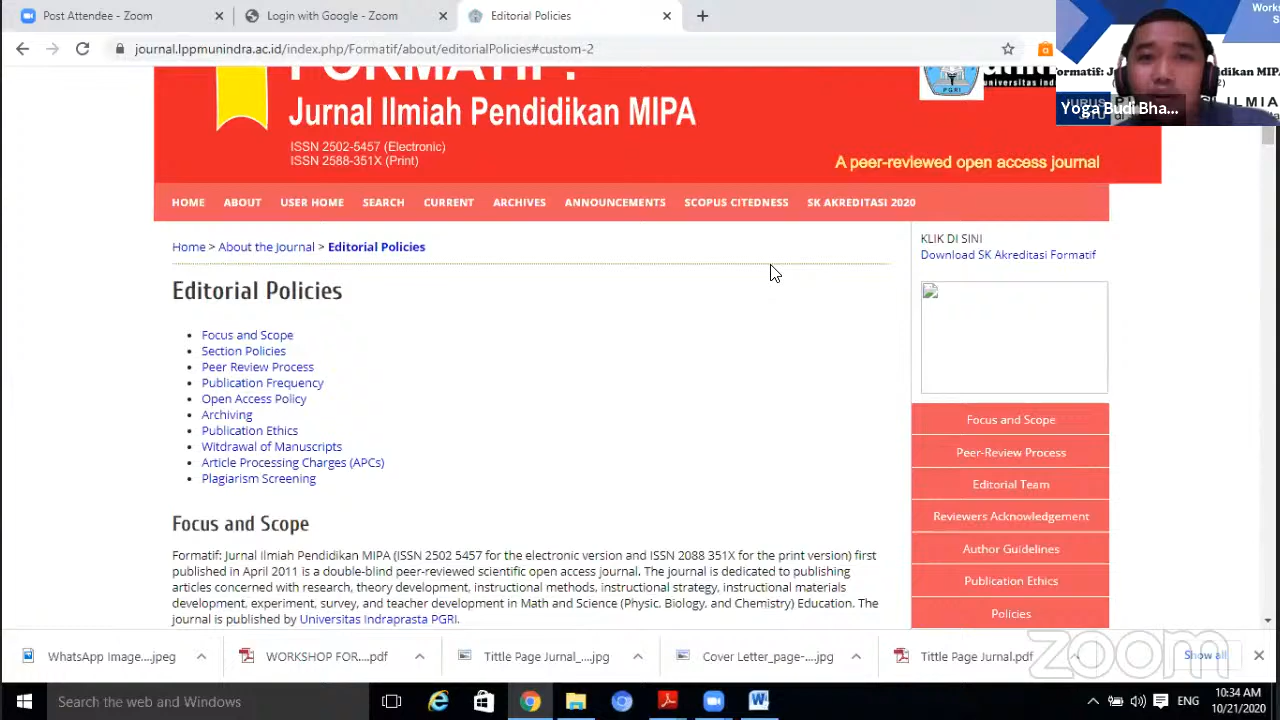 Post Attendee - Zoom
Login with Google - Zoom
Editorial Policies
journal.lppmunindra.ac.id/index.php/Formatif/about/editorialPolicies#custom-2
Works
S
ormatif: J
didikan MIPA
ILMIA
JURUS
JITU
di
Yoga Budi Bha...
Jurnal Ilmiah Pendidikan MIPA
ISSN 2502-5457 (Electronic)
ISSN 2588-351X (Print)
PGRI
A peer-reviewed open access journal
HOME ABOUT USER HOME SEARCH CURRENT ARCHIVES ANNOUNCEMENTS SCOPUS CITEDNESS SK AKREDITASI 2020
Home > About the Journal > Editorial Policies
Editorial Policies
Focus and Scope
Section Policies
Peer Review Process
Publication Frequency
Open Access Policy
Archiving
Publication Ethics
Witdrawal of Manuscripts
Article Processing Charges (APCs)
Plagiarism Screening
Focus and Scope
Formatif: Jurnal Ilmiah Pendidikan MIPA (ISSN 2502 5457 for the electronic version and ISSN 2088 351X for the print version) first
published in April 2011 is a double-blind peer-reviewed scientific open access journal. The journal is dedicated to publishing
articles concerned with research, theory development, instructional methods, instructional strategy, instructional materials
development, experiment, survey, and teacher development in Math and Science (Physic, Biology, and Chemistry) Education. The
journal is published by Universitas Indraprasta PGRI.
KLIK DI SINI
Download SK Akreditasi Formatif
Focus and Scope
Peer-Review Process
Editorial Team
Reviewers Acknowledgement
Author Guidelines
Publication Ethics
Policies
WhatsApp Image....jpeg
WORKSHOP FOR....pdf
Tittle Page Jurnal_...jpg
Cover Letter_page-...jpg
Tittle Page Jurnal.pdf
Show all
zoom
Search the web and Windows
ENG
10:34 AM
10/21/2020